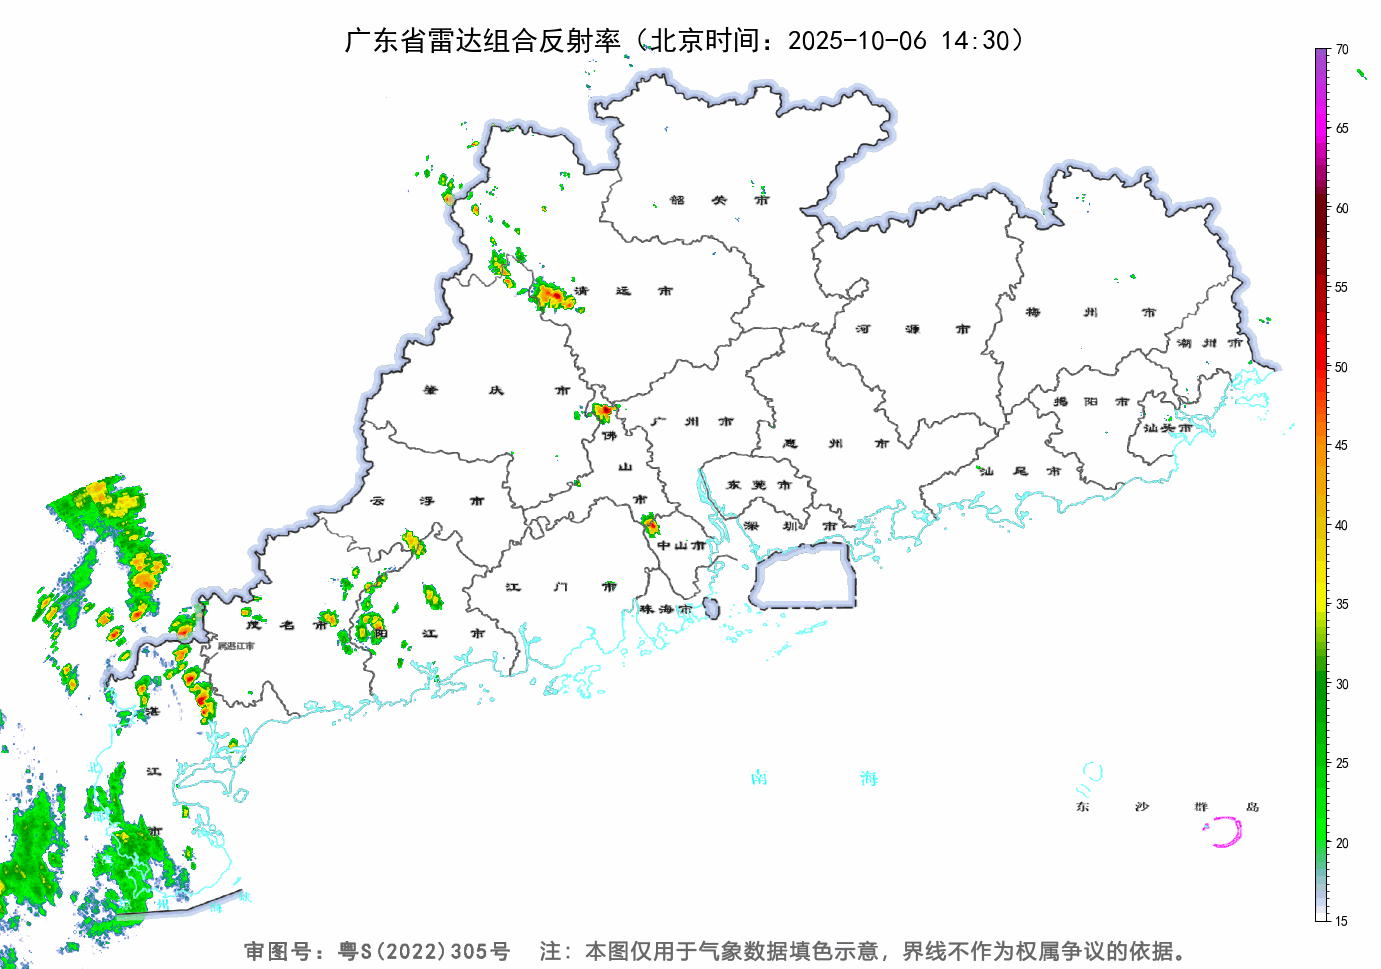 广东省雷达组合反射率（北京时间：2025-10-06 14:30）
70
65
60
55
50
45
40
35
30
25
20
15
韶关市
清远市
河源市
梅州市
潮州市
肇庆市
广州市
揭阳市
汕头市
佛山市
惠州市
汕尾市
云浮市
东莞市
深圳市
中山市
江门市
珠海市
茂名市
阳江市
属湛江市
湛江市
南海
东沙群岛
审图号：粤S(2022)305号 注：本图仅用于气象数据填色示意，界线不作为权属争议的依据。